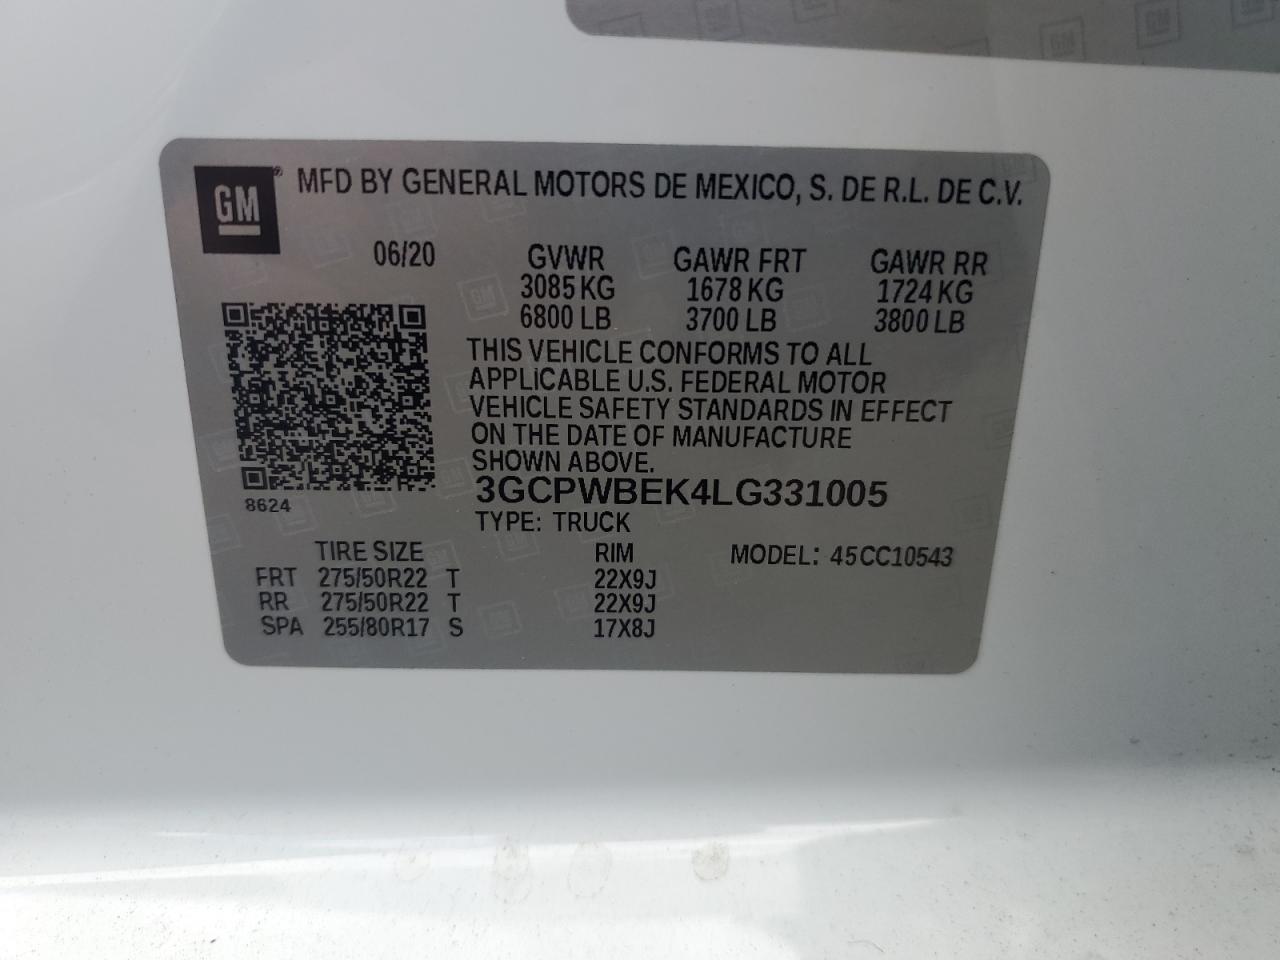 GM
MFD BY GENERAL MOTORS DE MEXICO, S. DE R.L. DE C.V.
06/20 GVWR GAWR FRT GAWR RR
3085 KG 1678 KG 1724 KG
6800 LB 3700 LB 3800 LB
THIS VEHICLE CONFORMS TO ALL
APPLICABLE U.S. FEDERAL MOTOR
VEHICLE SAFETY STANDARDS IN EFFECT
ON THE DATE OF MANUFACTURE
SHOWN ABOVE.
3GCPWBEK4LG331005
8624
TYPE: TRUCK
TIRE SIZE RIM MODEL: 45CC10543
FRT 275/50R22 T 22X9J
RR 275/50R22 T 22X9J
SPA 255/80R17 S 17X8J